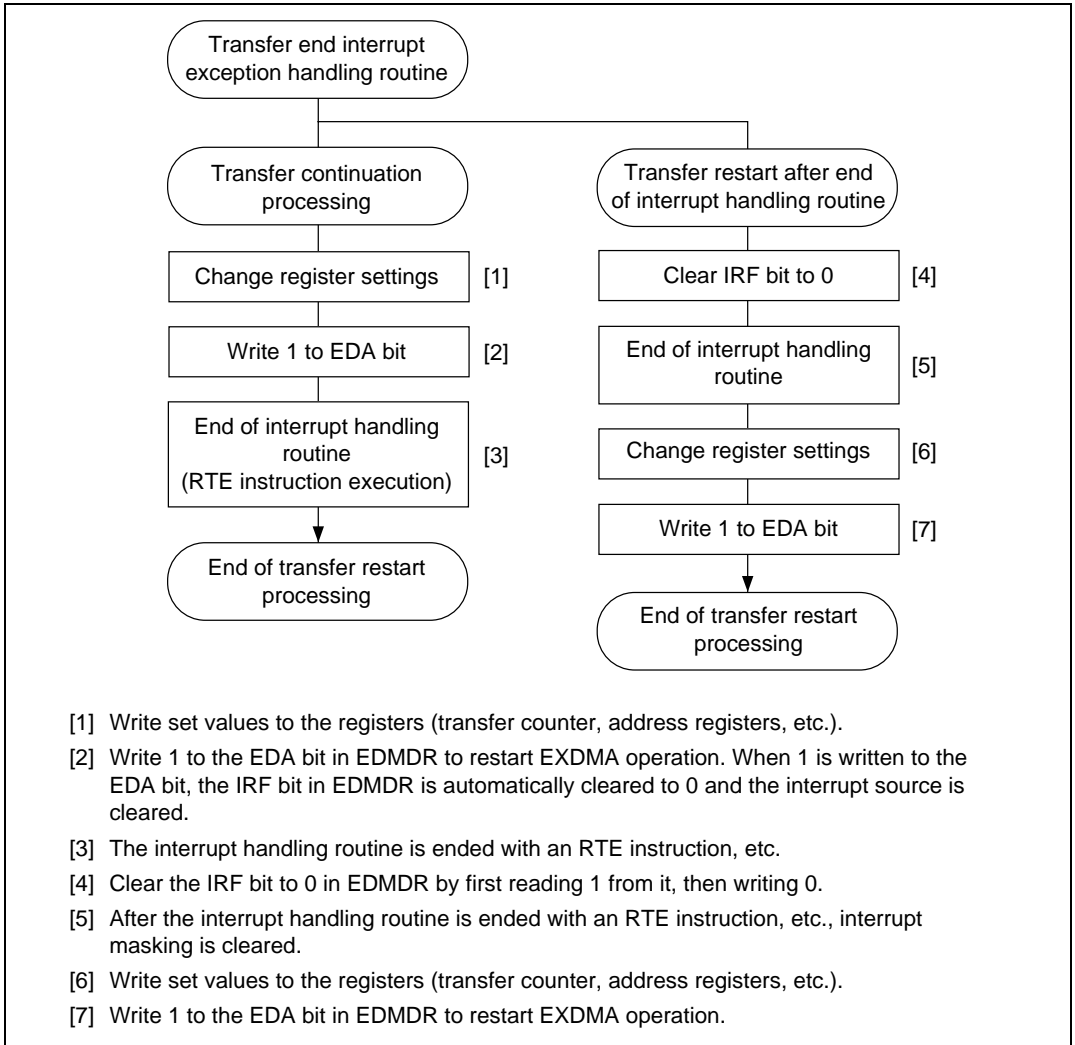 Transfer end interrupt
exception handling routine
Transfer continuation
processing
Change register settings [1]
Write 1 to EDA bit [2]
End of interrupt handling
routine
(RTE instruction execution)
[3]
End of transfer restart
processing
Transfer restart after end
of interrupt handling routine
Clear IRF bit to 0 [4]
End of interrupt handling
routine
[5]
Change register settings [6]
Write 1 to EDA bit [7]
End of transfer restart
processing
[1] Write set values to the registers (transfer counter, address registers, etc.).
[2] Write 1 to the EDA bit in EDMDR to restart EXDMA operation. When 1 is written to the
EDA bit, the IRF bit in EDMDR is automatically cleared to 0 and the interrupt source is
cleared.
[3] The interrupt handling routine is ended with an RTE instruction, etc.
[4] Clear the IRF bit to 0 in EDMDR by first reading 1 from it, then writing 0.
[5] After the interrupt handling routine is ended with an RTE instruction, etc., interrupt
masking is cleared.
[6] Write set values to the registers (transfer counter, address registers, etc.).
[7] Write 1 to the EDA bit in EDMDR to restart EXDMA operation.